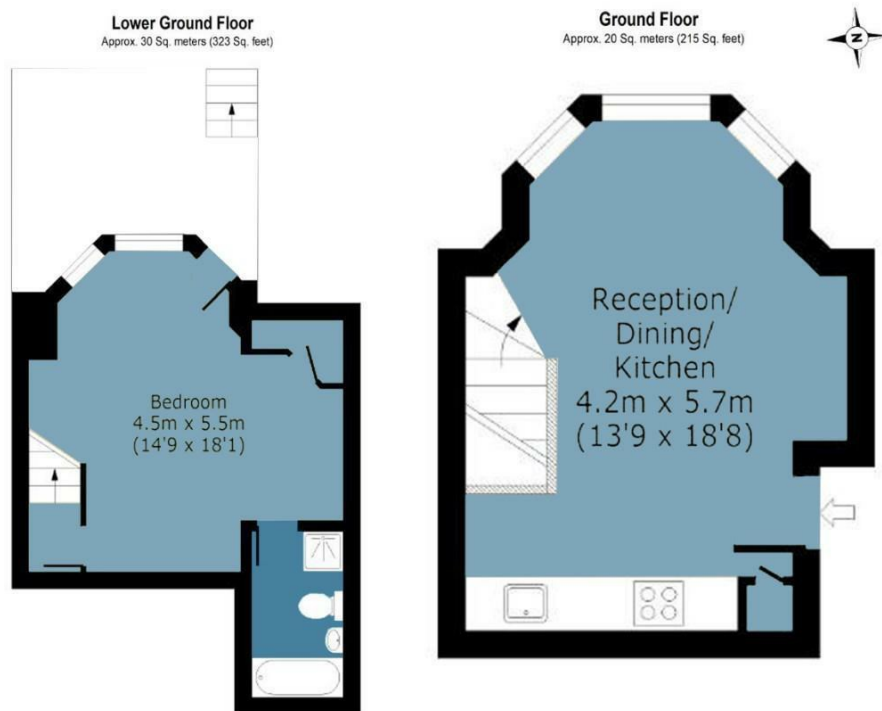 Lower Ground Floor
Approx. 30 Sq. meters (323 Sq. feet)
Ground Floor
Approx. 20 Sq. meters (215 Sq. feet)
N
Bedroom
4.5m x 5.5m
(14'9 x 18'1)
Reception/
Dining/
Kitchen
4.2m x 5.7m
(13'9 x 18'8)